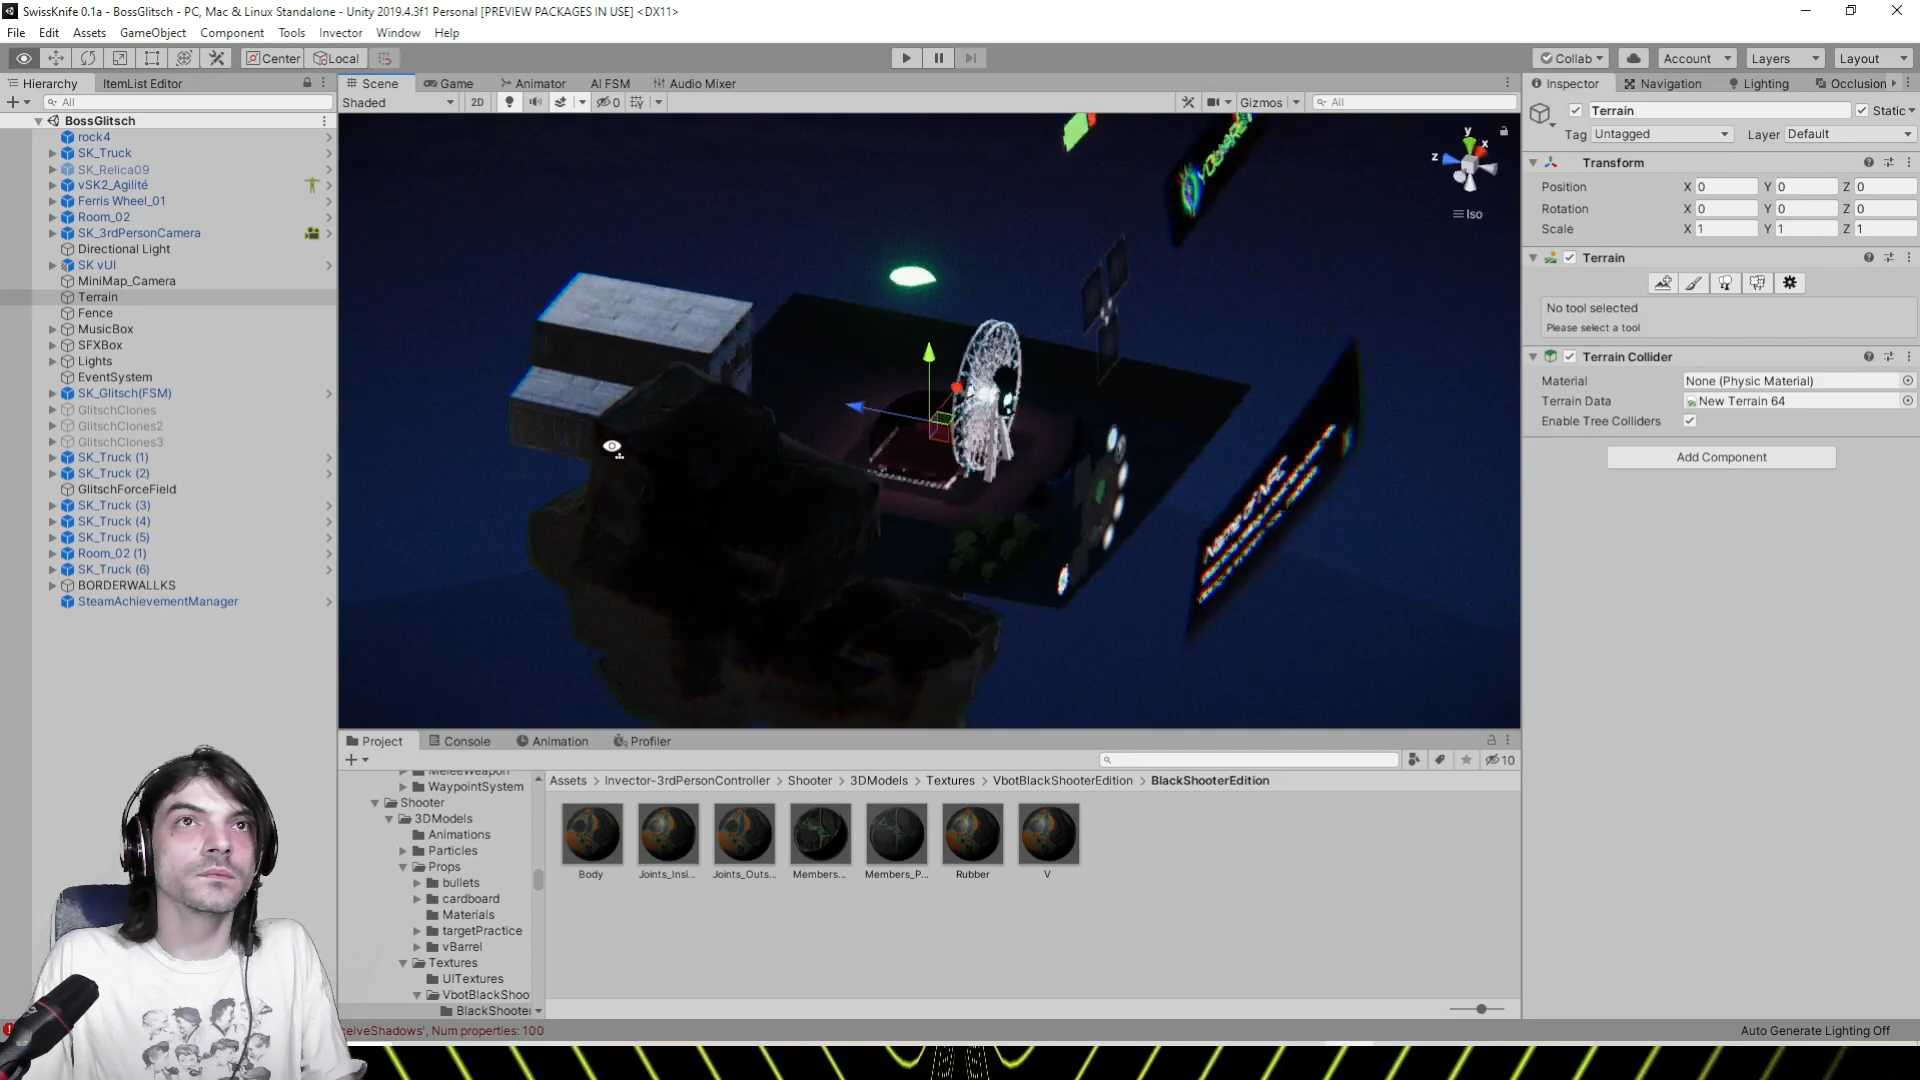 SwissKnife 0.1a - BossGlitsch - PC, Mac & Linux Standalone - Unity 2019.4.3f1 Personal [PREVIEW PACKAGES IN USE] <DX11>
File Edit Assets GameObject Component Tools Invector Window Help
Center Local Collab Account Layers Layout
Hierarchy ItemList Editor Scene Game Animator AI FSM Audio Mixer Inspector Navigation Lighting Occlusion
All Shaded 2D 0 Gizmos All
Terrain Static
Tag Untagged Layer Default
BossGlitsch
rock4
SK_Truck
SK_Relica09
vSK2_Agilité
Ferris Wheel_01
Room_02
SK_3rdPersonCamera
Directional Light
SK vUI
MiniMap_Camera
Terrain
Fence
MusicBox
SFXBox
Lights
EventSystem
SK_Glitsch(FSM)
GlitschClones
GlitschClones2
GlitschClones3
SK_Truck (1)
SK_Truck (2)
GlitschForceField
SK_Truck (3)
SK_Truck (4)
SK_Truck (5)
Room_02 (1)
SK_Truck (6)
BORDERWALLKS
SteamAchievementManager
y
x
z
Iso
Transform
Position X 0 Y 0 Z 0
Rotation X 0 Y 0 Z 0
Scale X 1 Y 1 Z 1
Terrain
No tool selected
Please select a tool
Terrain Collider
Material None (Physic Material)
Terrain Data New Terrain 64
Enable Tree Colliders
Add Component
Project Console Animation Profiler
10
MeleeWeapon
WaypointSystem
Shooter
3DModels
Animations
Particles
Props
bullets
cardboard
Materials
targetPractice
vBarrel
Textures
UITextures
VbotBlackShoo
BlackShooter
Assets > Invector-3rdPersonController > Shooter > 3DModels > Textures > VbotBlackShooterEdition > BlackShooterEdition
Body Joints_Insi... Joints_Outs... Members... Members_P... Rubber V
ceiveShadows', Num properties: 100
Auto Generate Lighting Off